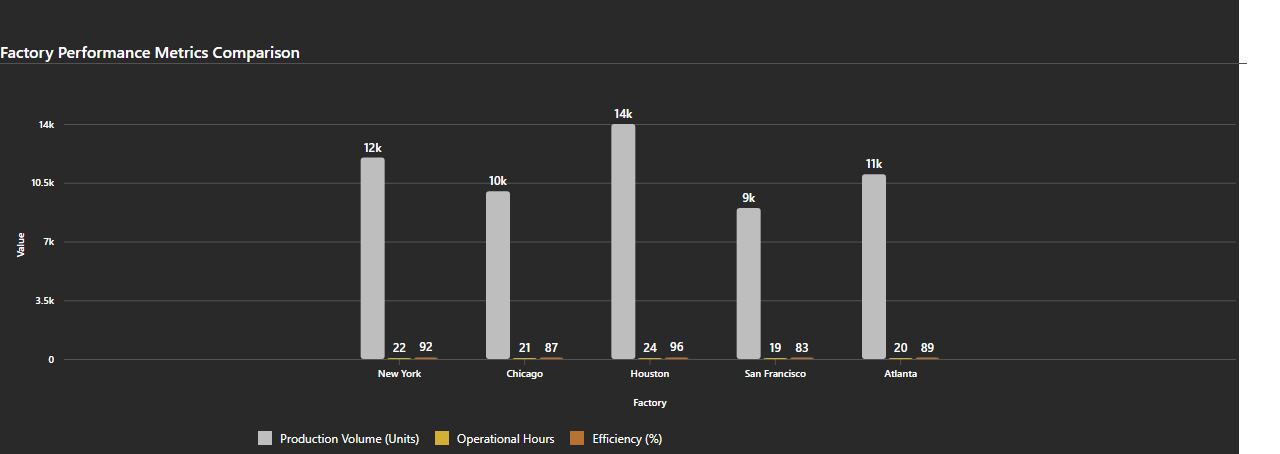 Factory Performance Metrics Comparison
14k
12k
14k
11k
10.5k
10k
9k
7k
Value
3.5k
22 92 21 87 24 96 19 83 20 89
0
New York Chicago Houston San Francisco Atlanta
Factory
Production Volume (Units) Operational Hours Efficiency (%)